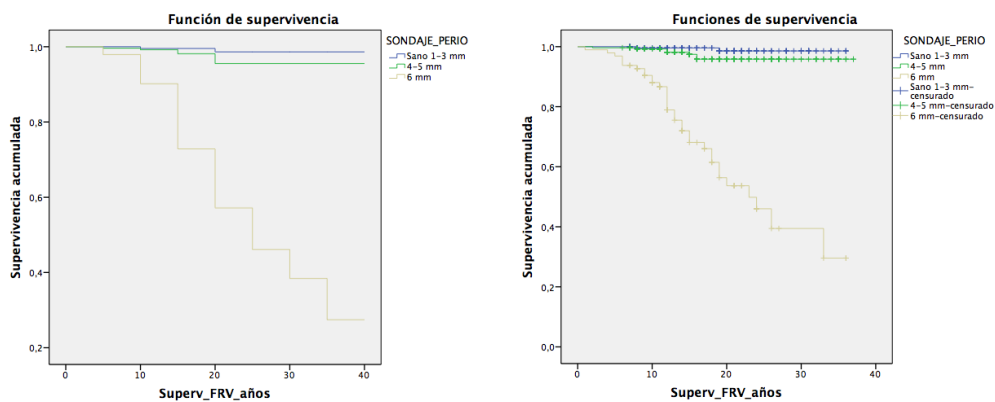 Función de supervivencia
SONDAJE_PERIO
Sano 1-3 mm
4-5 mm
6 mm
Supervivencia acumulada
1,0
0,8
0,6
0,4
0,2
0
10
20
30
40
Superv_FRV_años
Funciones de supervivencia
SONDAJE_PERIO
Sano 1-3 mm
4-5 mm
6 mm
Sano 1-3 mm-
censurado
4-5 mm-censurado
6 mm-censurado
Supervivencia acumulada
1,0
0,8
0,6
0,4
0,2
0,0
0
10
20
30
40
Superv_FRV_años